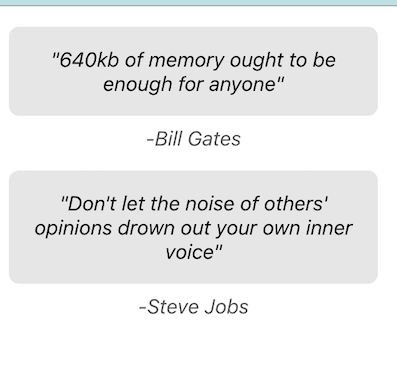 "640kb of memory ought to be
enough for anyone"
-Bill Gates
"Don't let the noise of others'
opinions drown out your own inner
voice"
-Steve Jobs